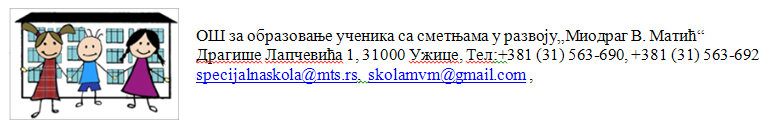 ОШ за образовање ученика са сметњама у развоју,,Миодраг В. Матић“
Драгише Лапчевића 1, 31000 Ужице, Тел.:+381 (31) 563-690, +381 (31) 563-692
specijalnaskola@mts.rs, skolamvm@gmail.com ,